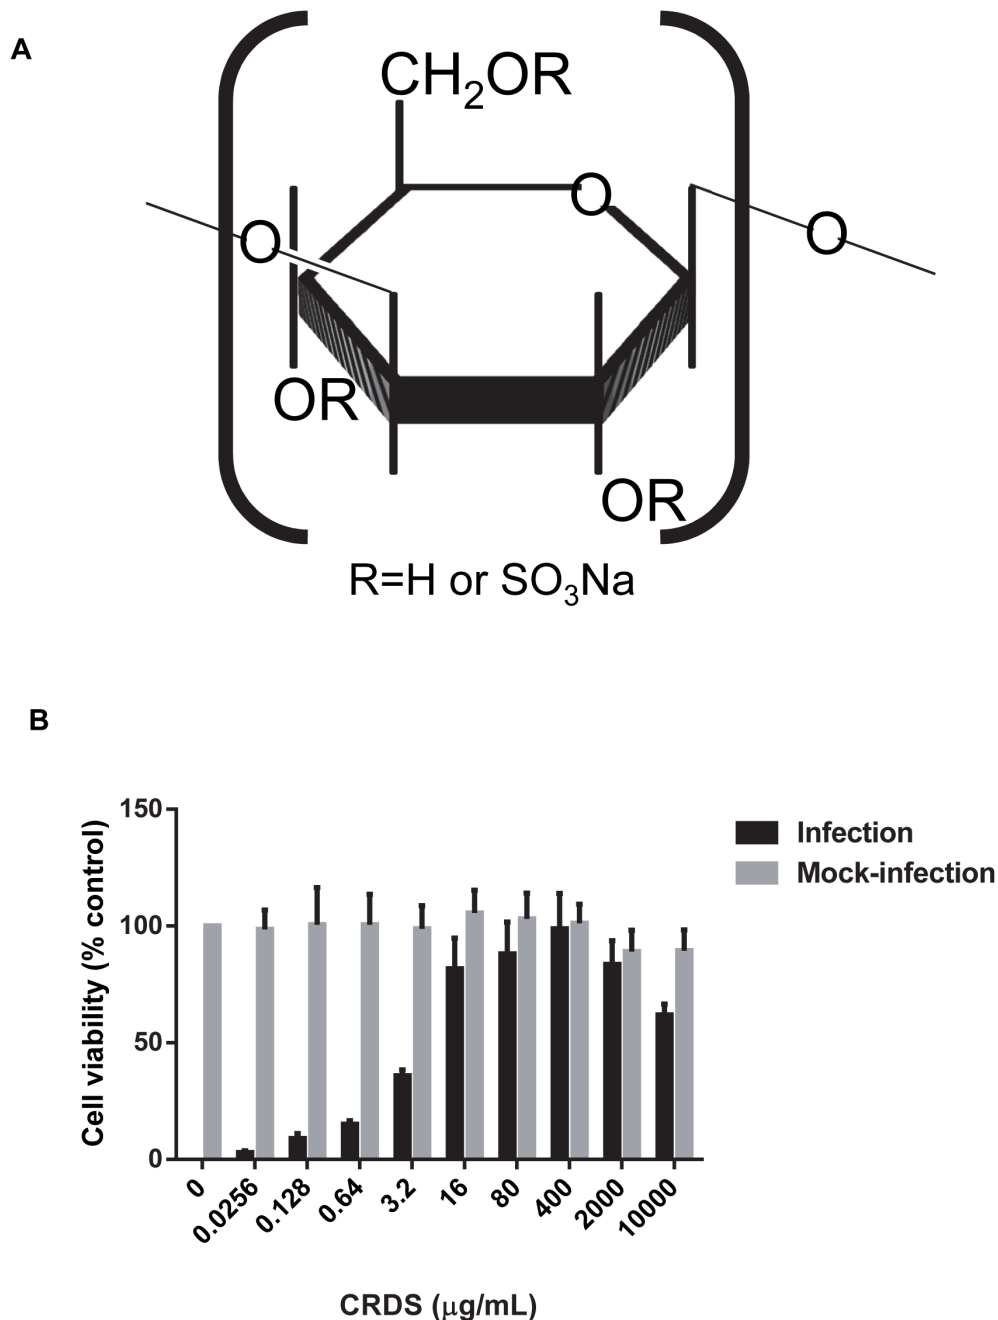 A
CH₂OR
O
O
O
OR
OR
R=H or SO₃Na
B
Cell viability (% control)
150
100
50
0
Infection
Mock-infection
0 0.0256 0.128 0.64 3.2 16 80 400 2000 10000
CRDS (μg/mL)